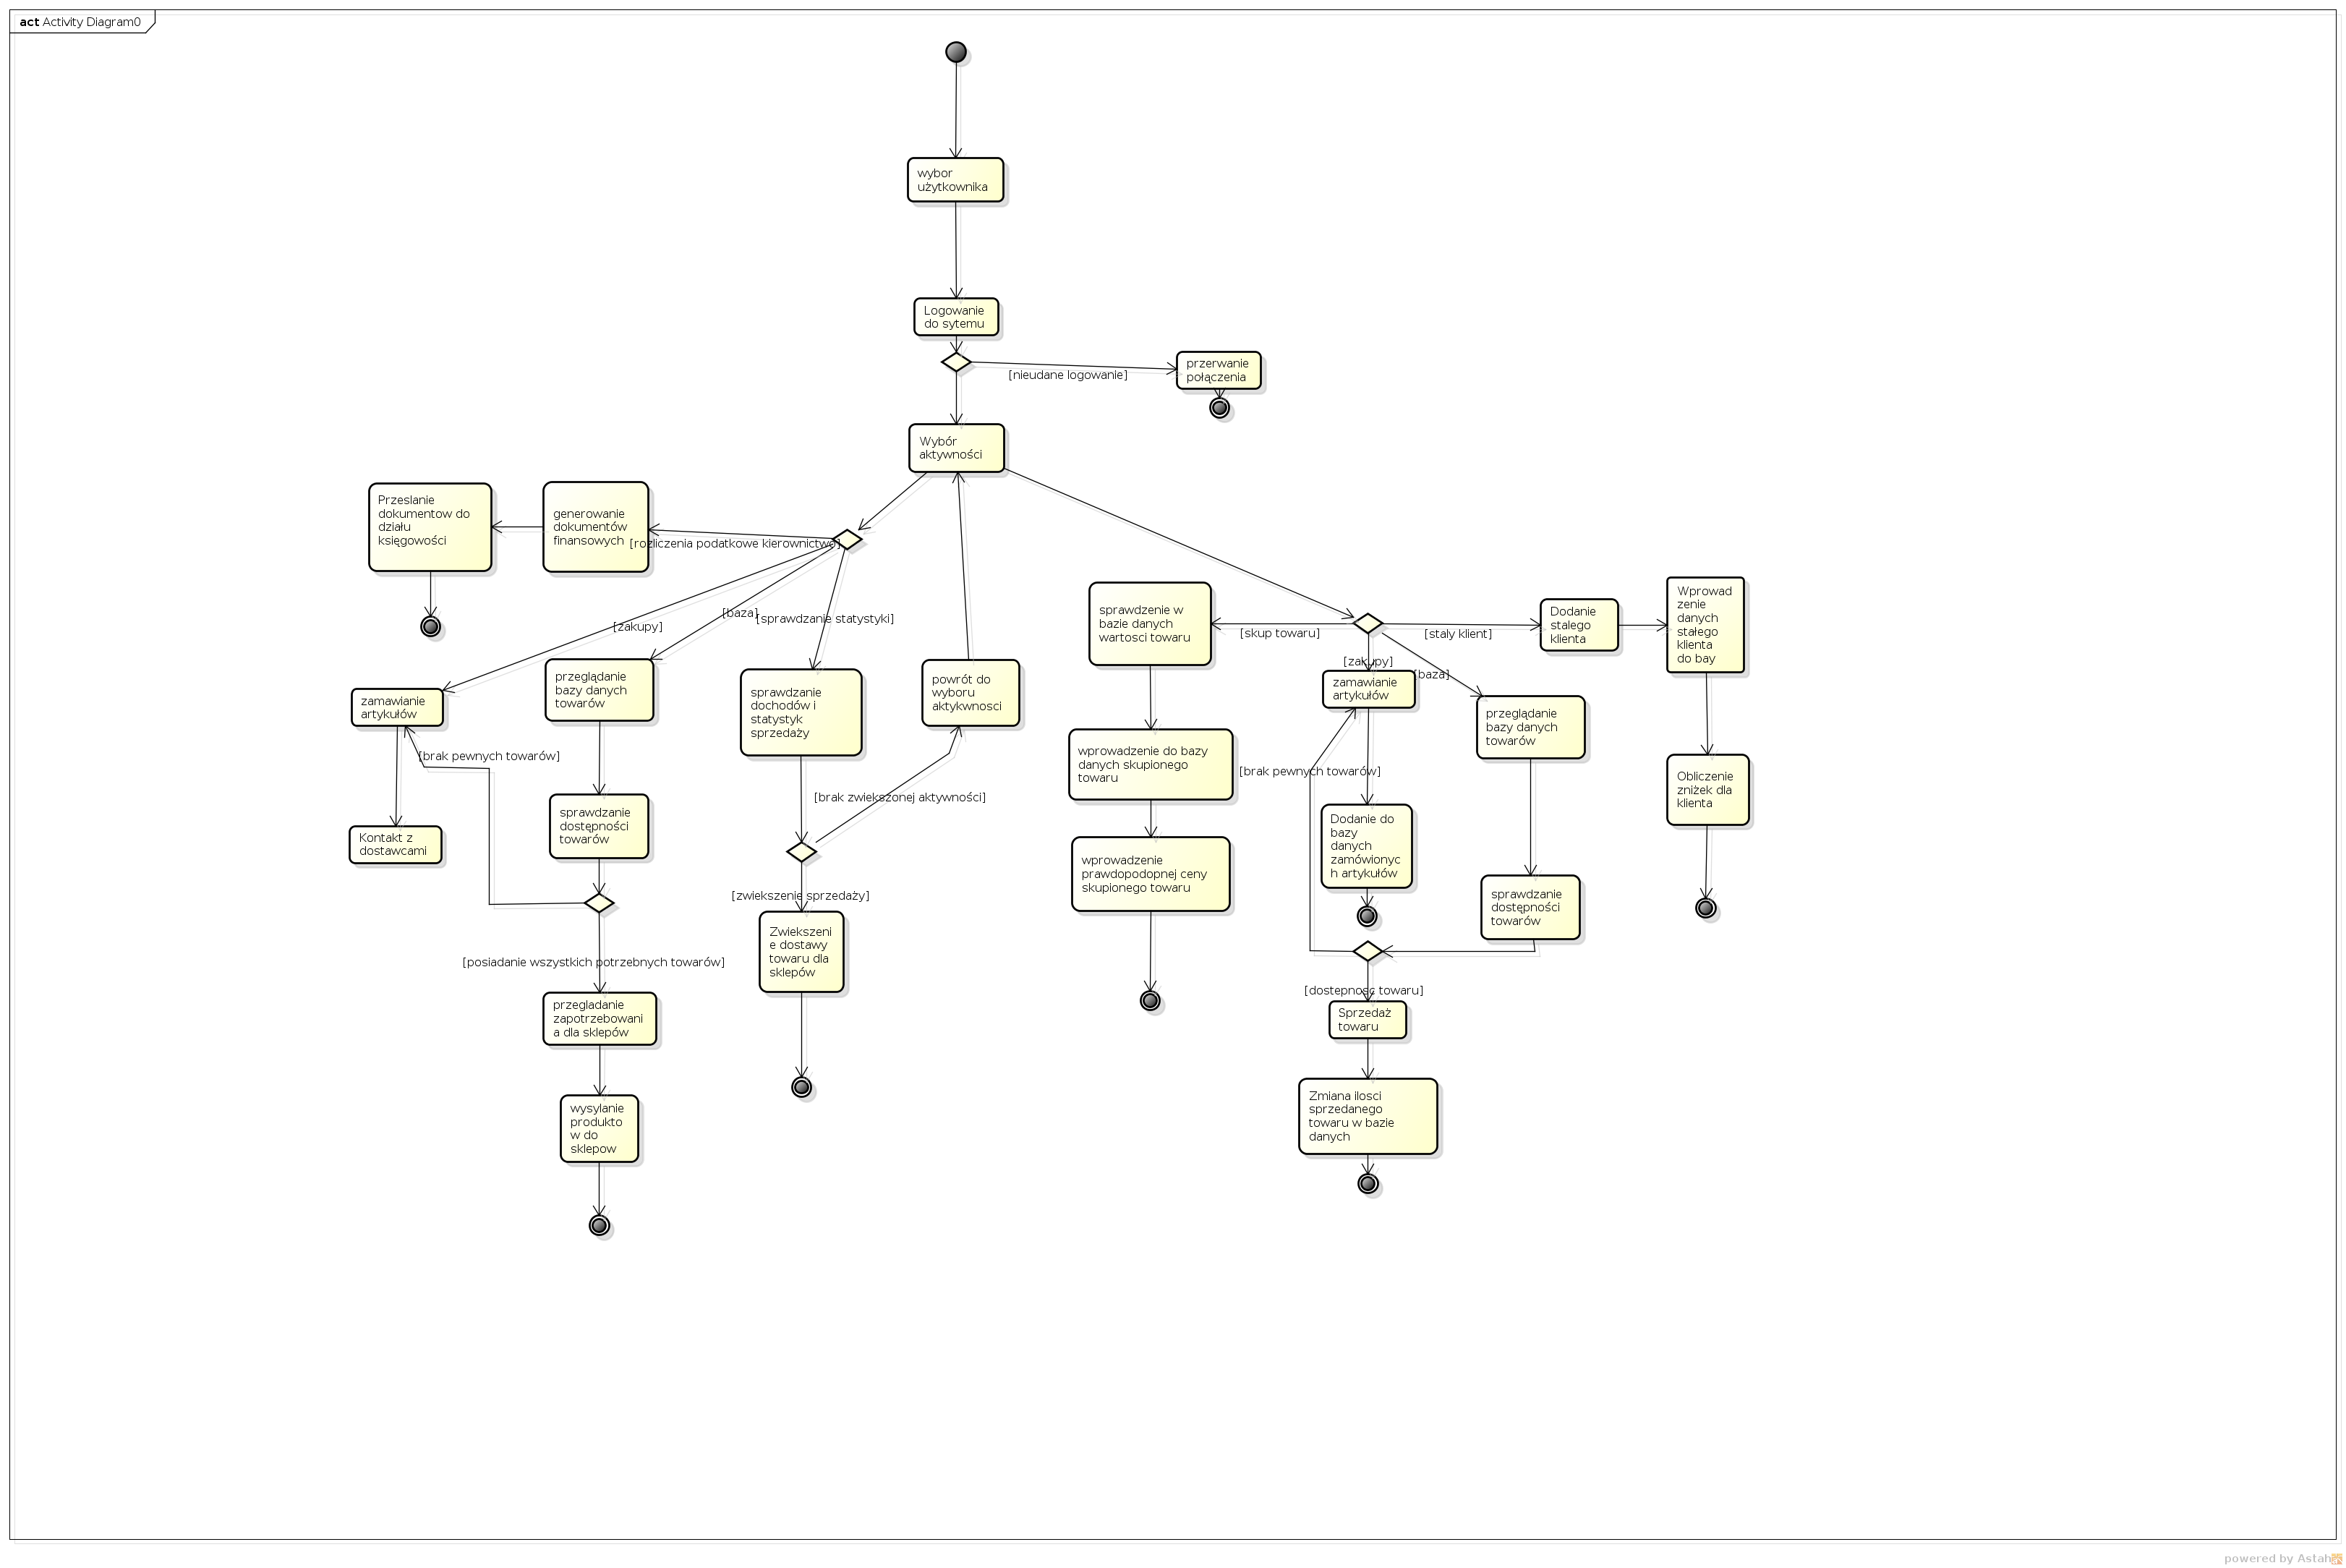 act Activity Diagram0
wybor
użytkownika
Logowanie
do sytemu
[nieudane logowanie]
przerwanie
połączenia
Wybór
aktywności
Przeslanie
dokumentow do
działu
księgowości
generowanie
dokumentów
finansowych
[rozliczenia podatkowe kierownictwo]
[zakupy]
[baza]
[sprawdzanie statystyki]
zamawianie
artykułów
przeglądanie
bazy danych
towarów
sprawdzanie
dochodów i
statystyk
sprzedaży
powrót do
wyboru
aktykwnosci
[brak pewnych towarów]
Kontakt z
dostawcami
sprawdzanie
dostępności
towarów
[brak zwiekszonej aktywności]
[zwiekszenie sprzedaży]
[posiadanie wszystkich potrzebnych towarów]
Zwiekszeni
e dostawy
towaru dla
sklepów
przegladanie
zapotrzebowani
a dla sklepów
wysylanie
produkto
w do
sklepow
sprawdzenie w
bazie danych
wartosci towaru
[skup towaru]
[staly klient]
[zakupy]
[baza]
Dodanie
stalego
klienta
Wprowad
zenie
danych
stałego
klienta
do bay
zamawianie
artykułów
przeglądanie
bazy danych
towarów
wprowadzenie do bazy
danych skupionego
towaru
[brak pewnych towarów]
Obliczenie
zniżek dla
klienta
Dodanie do
bazy
danych
zamówionyc
h artykułów
wprowadzenie
prawdopodopnej ceny
skupionego towaru
sprawdzanie
dostępności
towarów
[dostepnosc towaru]
Sprzedaż
towaru
Zmiana ilosci
sprzedanego
towaru w bazie
danych
powered by Astah